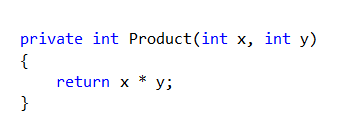 private int Product(int x, int y)
{
    return x * y;
}